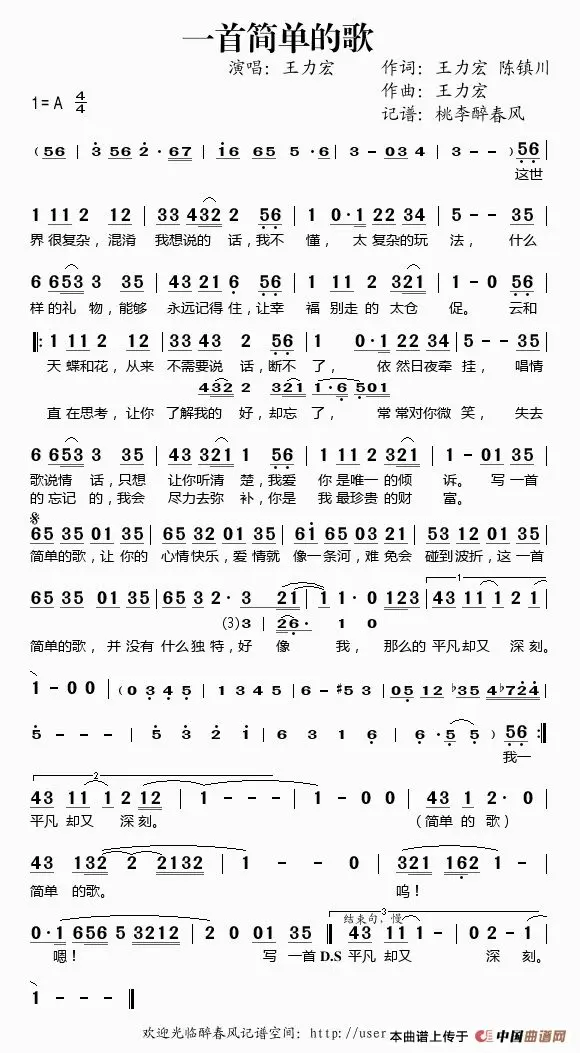 一首简单的歌
演唱：王力宏 作词：王力宏 陈镇川
作曲：王力宏
1=A 4/4 记谱：桃李醉春风
( 56 | 3 56 2· 67 | i6 65 5·6 | 3 - 034 | 3 - - ) 56 |
这世
1 11 2 12 | 33 432 2 56 | 1 0·1 22 34 | 5 - - 35 |
界很复杂，混淆 我想说的 话，我不 懂，太复杂的玩 法，什么
6 653 3 35 | 43 21 6 56 | 1 11 2 321 | 1 - - 35 |
样的礼 物，能够 永远记得 住，让幸 福 别走的 太仓 促。 云和
‖: 1 11 2 12 | 33 43 2 56 | 1 0·1 22 34 | 5 - - 35 |
天 蝶和花，从来 不需要说 话，断不 了， 依 然日夜牵 挂， 唱情
432 2 321 1·6 501
直在思考，让你 了解我的 好，却忘 了， 常 常对你微 笑， 失去
6 653 3 35 | 43 321 1 56 | 1 11 2 321 | 1 - 01 35 |
歌说情 话，只想 让你听清 楚，我爱 你 是唯一的倾 诉。 写 一首
的忘记 的，我会 尽力去弥 补，你是 我 最珍贵的财 富。
65 35 01 35 | 65 32 01 35 | 6i 65 03 21 | 53 12 01 35 |
简单的歌，让 你的 心情快乐，爱 情就 像一条河，难 免会 碰到波折，这 一首
1
65 35 01 35 | 65 3 2·3 21 | 1 1·0 0123 | 43 11 1 2 1 |
(3)3 | 26· 1 0
简单的歌， 并 没有 什么独特，好 像 我， 那么的 平凡却又 深刻。
1 - 0 0 | (0 3 4 5 | 1 3 4 5 | 6 - #5 3 | 05 12 b35 4b724 |
5 - - - | 5 3 2 1 | 6 3 1 6 | 6·5 5 - ) 56 :‖
我一
2
43 11 1 2 12 | 1 - - - | 1 - 0 0 | 43 1 2· 0 |
平凡 却又 深刻。 (简单 的 歌)
43 132 2 2132 | 1 - - - | 1 - 0 0 | 321 162 1 - |
简单 的歌。 呜！
3
结束句，慢
0·1 656 5 3212 | 2 0 01 35 ‖ 43 11 1 - | 0 0 2 1 |
嗯！ 写 一首D.S 平凡 却又 深 刻。
1 - - - ‖
欢迎光临醉春风记谱空间：http://user 本曲谱上传于 中国曲谱网